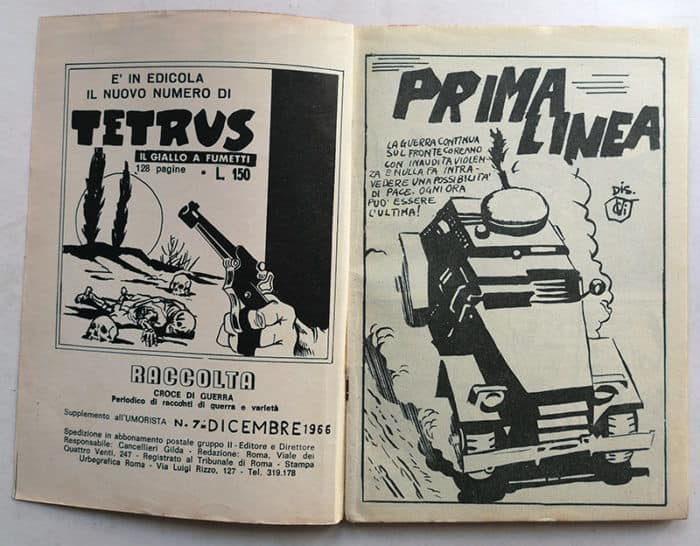 E' IN EDICOLA
IL NUOVO NUMERO DI
TETRUS
IL GIALLO A FUMETTI
128 pagine • L. 150
RACCOLTA
CROCE DI GUERRA
Periodico di racconti di guerra e varietà
Supplemento all'UMORISTA N. 7 - DICEMBRE 1966
Spedizione in abbonamento postale gruppo II - Editore e Direttore
Responsabile: Cancellieri Gilda - Redazione: Roma, Viale dei
Quattro Venti, 247 - Registrato al Tribunale di Roma - Stampa
Urbegrafica Roma - Via Luigi Rizzo, 127 - Tel. 319.178
PRIMA
LINEA
LA GUERRA CONTINUA
SUL FRONTE COREANO
CON INAUDITA VIOLEN-
ZA E NULLA FA INTRA-
VEDERE UNA POSSIBILITA'
DI PACE. OGNI ORA
PUO' ESSERE
L'ULTIMA!
DIS.